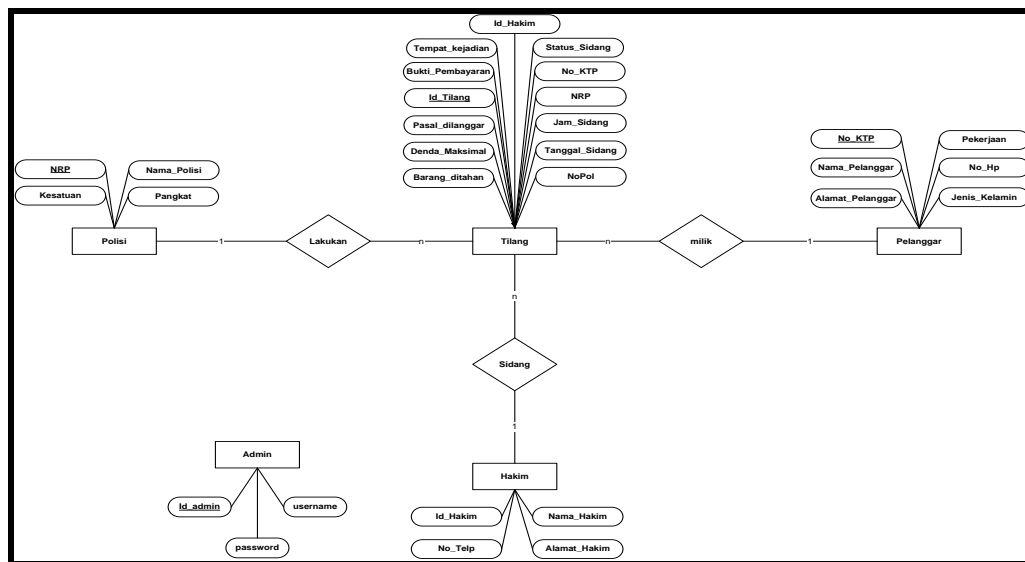 Id_Hakim
Tempat_kejadian
Status_Sidang
Bukti_Pembayaran
No_KTP
Id_Tilang
NRP
Pasal_dilanggar
Jam_Sidang
Denda_Maksimal
Tanggal_Sidang
Barang_ditahan
NoPol
NRP
Nama_Polisi
Kesatuan
Pangkat
No_KTP
Pekerjaan
Nama_Pelanggar
No_Hp
Alamat_Pelanggar
Jenis_Kelamin
Polisi
1
Lakukan
n
Tilang
n
milik
1
Pelanggar
n
Sidang
1
Admin
Id_admin
username
password
Hakim
Id_Hakim
Nama_Hakim
No_Telp
Alamat_Hakim